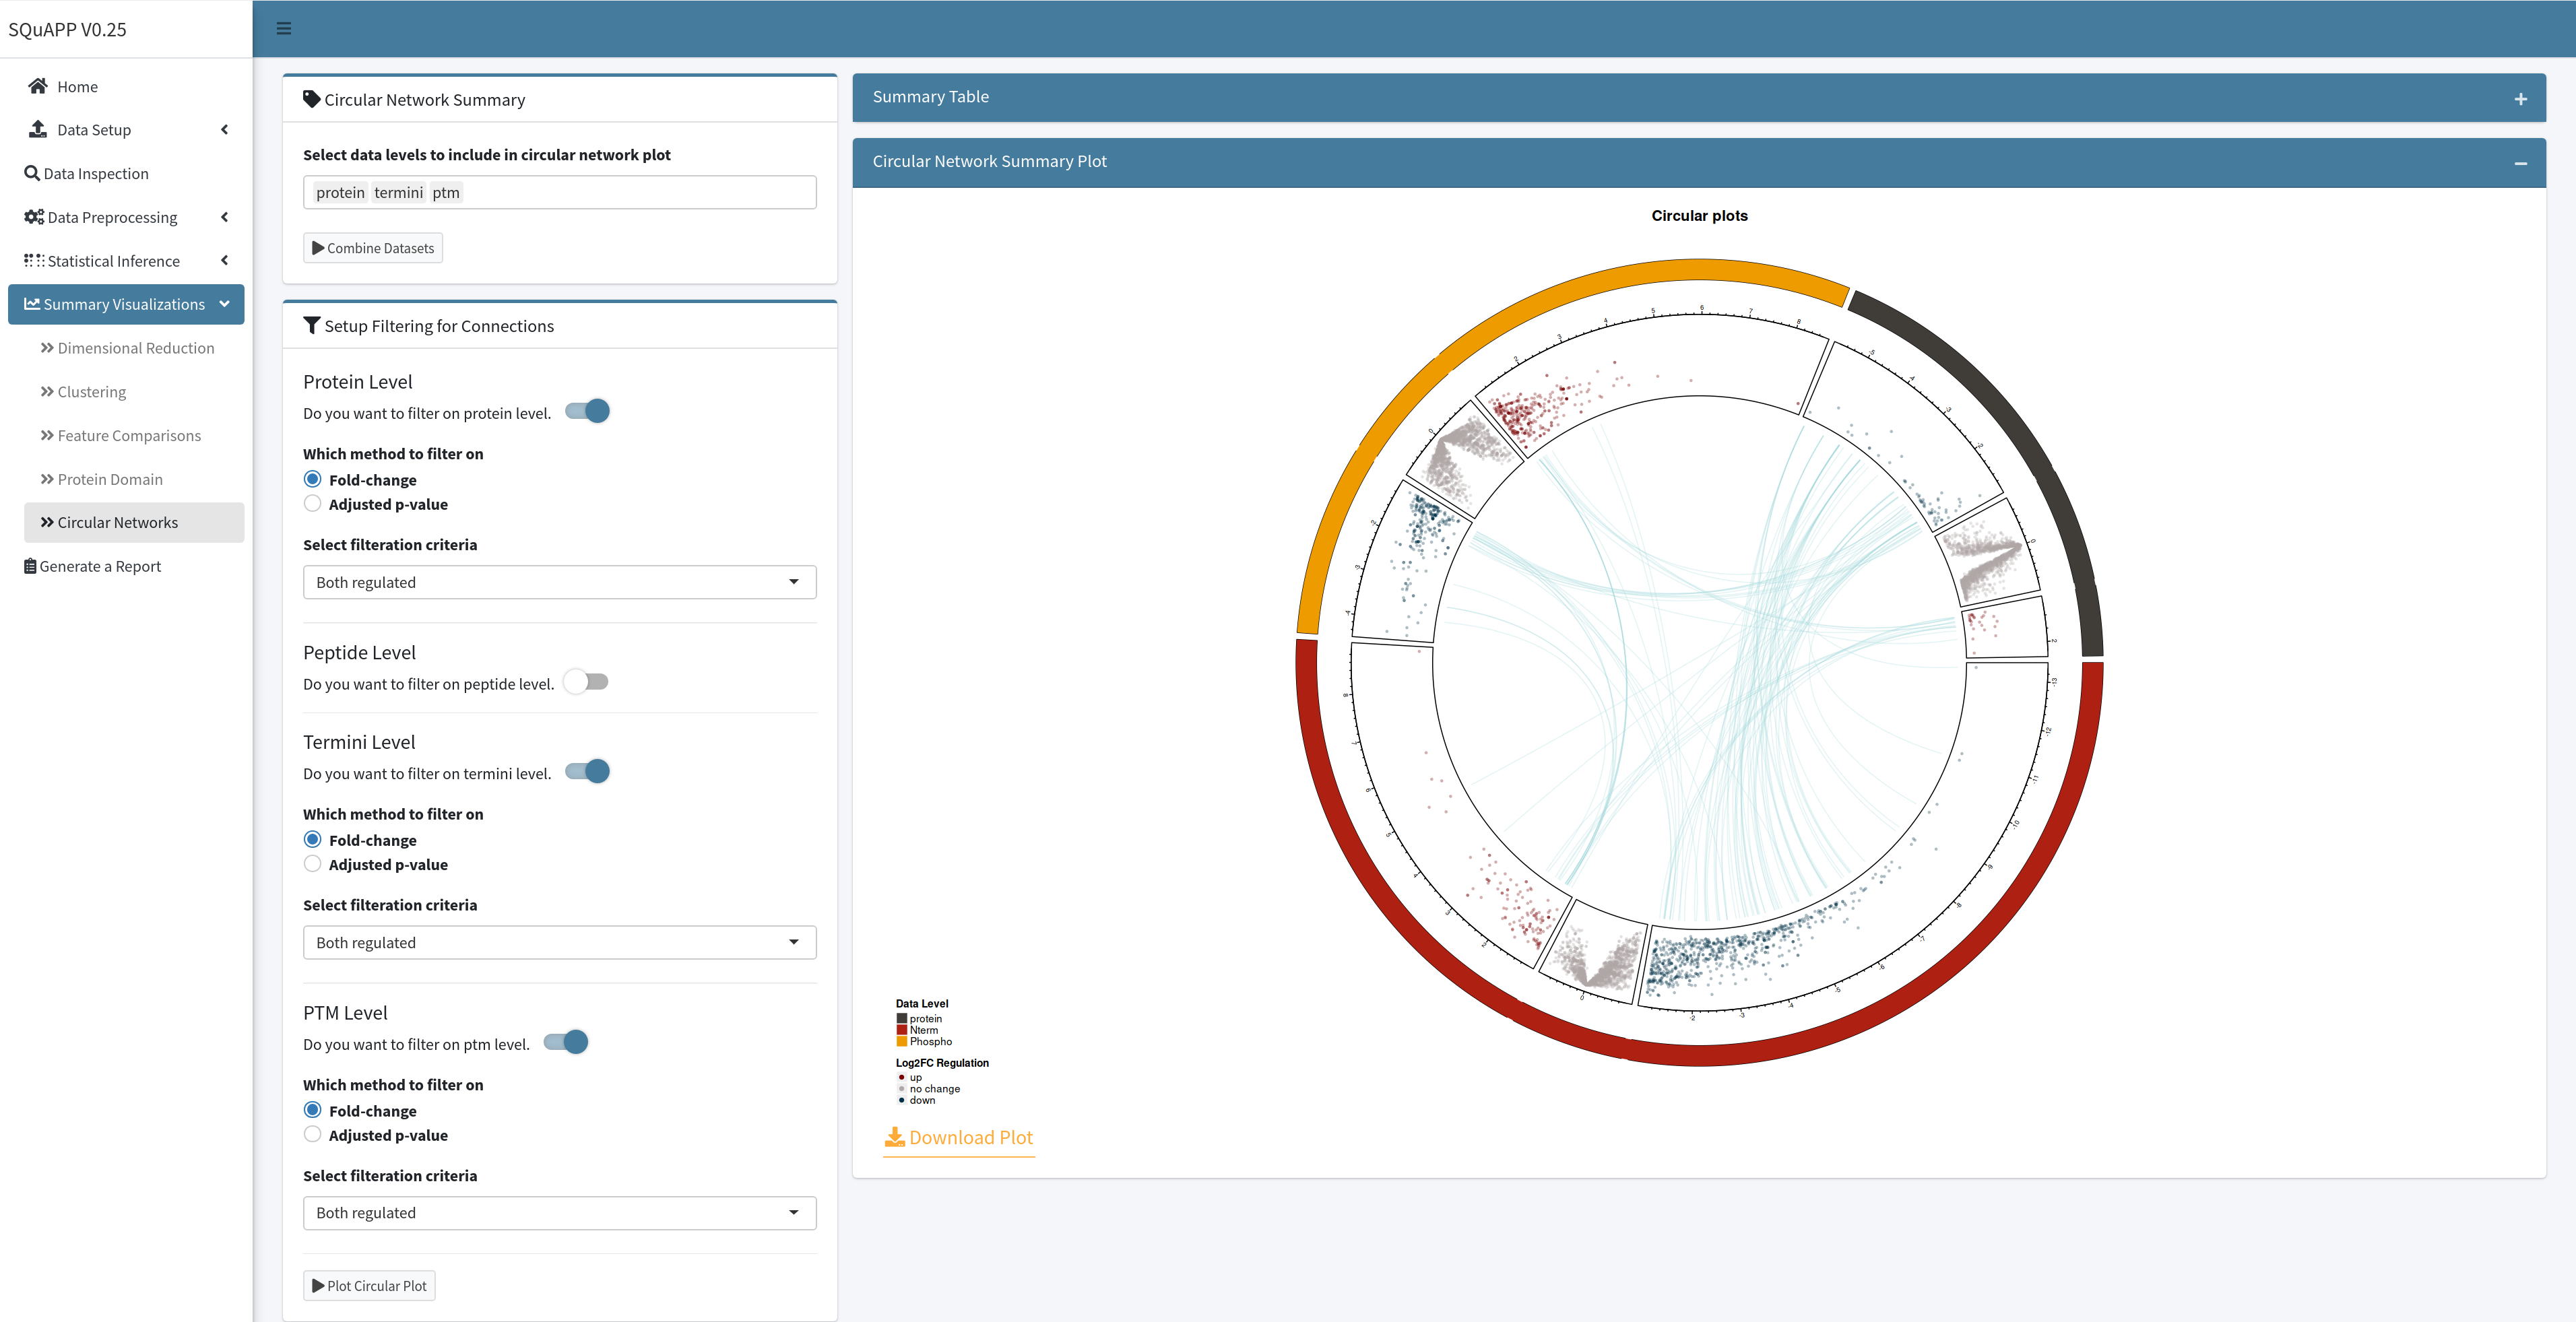 SQuAPP V0.25
Home
Data Setup
Data Inspection
Data Preprocessing
Statistical Inference
Summary Visualizations
Dimensional Reduction
Clustering
Feature Comparisons
Protein Domain
Circular Networks
Generate a Report
Circular Network Summary
Select data levels to include in circular network plot
protein termini ptm
Combine Datasets
Setup Filtering for Connections
Protein Level
Do you want to filter on protein level.
Which method to filter on
Fold-change
Adjusted p-value
Select filteration criteria
Both regulated
Peptide Level
Do you want to filter on peptide level.
Termini Level
Do you want to filter on termini level.
Which method to filter on
Fold-change
Adjusted p-value
Select filteration criteria
Both regulated
PTM Level
Do you want to filter on ptm level.
Which method to filter on
Fold-change
Adjusted p-value
Select filteration criteria
Both regulated
Plot Circular Plot
Summary Table
Circular Network Summary Plot
Circular plots
Data Level
protein
Nterm
Phospho
Log2FC Regulation
up
no change
down
Download Plot